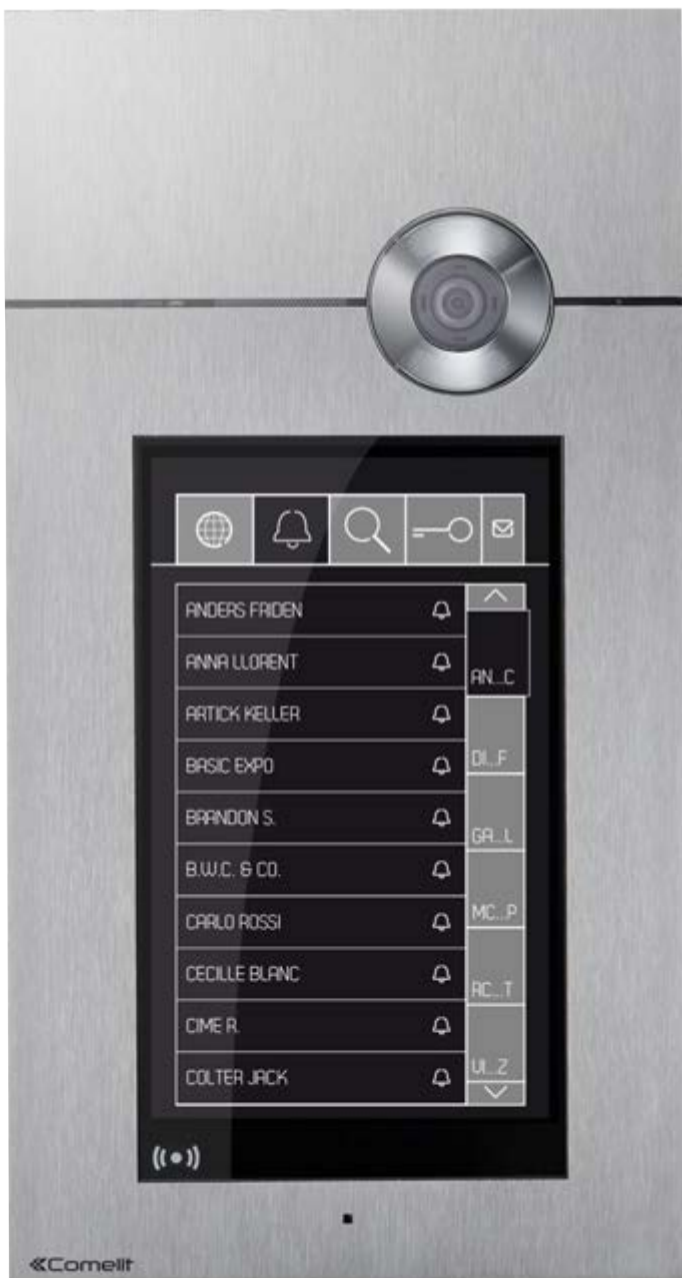 ANDERS FRIDEN
ANNA LLORENT
ARTICK KELLER
BASIC EXPO
BRANDON S.
B.W.C. & CO.
CARLO ROSSI
CECILLE BLANC
CIME R.
COLTER JACK
AN...C
DI...F
GA...L
MC...P
RC...T
UI...Z
Comelit